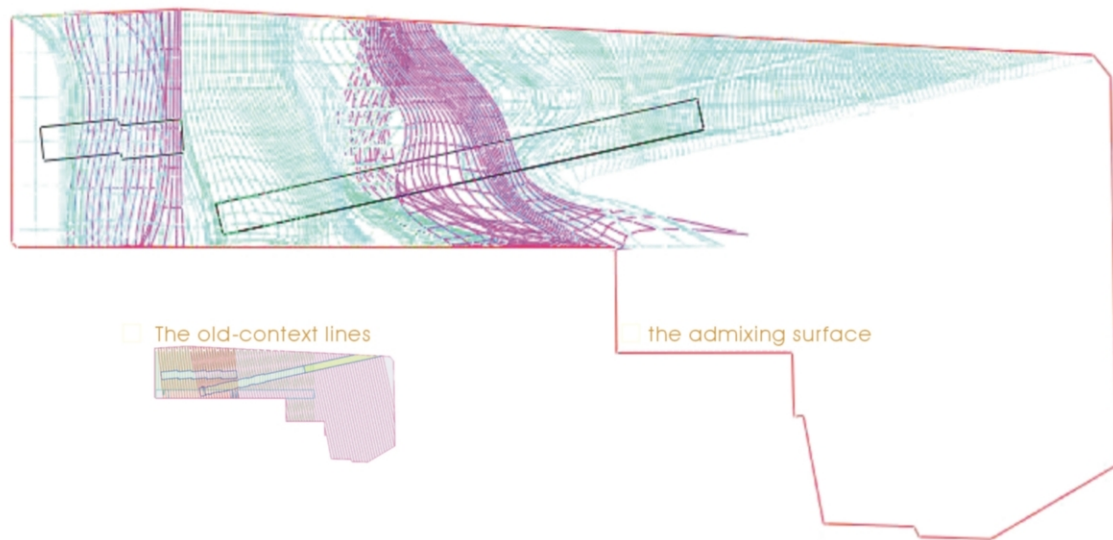 The old-context lines
the admixing surface